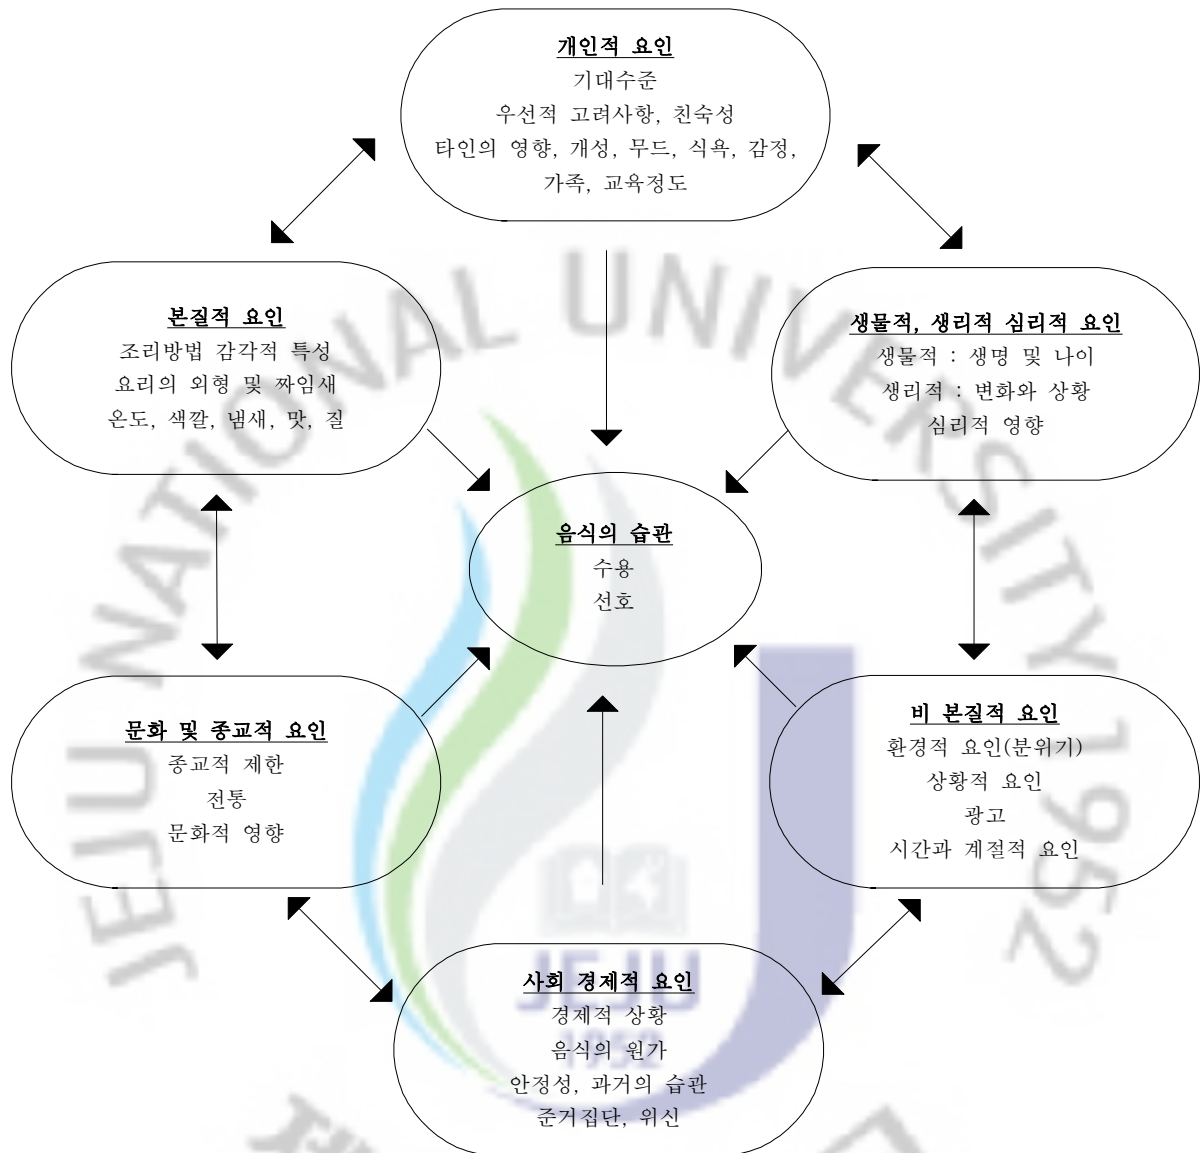 개인적 요인
기대수준
우선적 고려사항, 친숙성
타인의 영향, 개성, 무드, 식욕, 감정,
가족, 교육정도
본질적 요인
조리방법 감각적 특성
요리의 외형 및 짜임새
온도, 색깔, 냄새, 맛, 질
생물적, 생리적 심리적 요인
생물적 : 생명 및 나이
생리적 : 변화와 상황
심리적 영향
음식의 습관
수용
선호
문화 및 종교적 요인
종교적 제한
전통
문화적 영향
비 본질적 요인
환경적 요인(분위기)
상황적 요인
광고
시간과 계절적 요인
사회 경제적 요인
경제적 상황
음식의 원가
안정성, 과거의 습관
준거집단, 위신
JEJU NATIONAL UNIVERSITY 1952
JEJU
1952